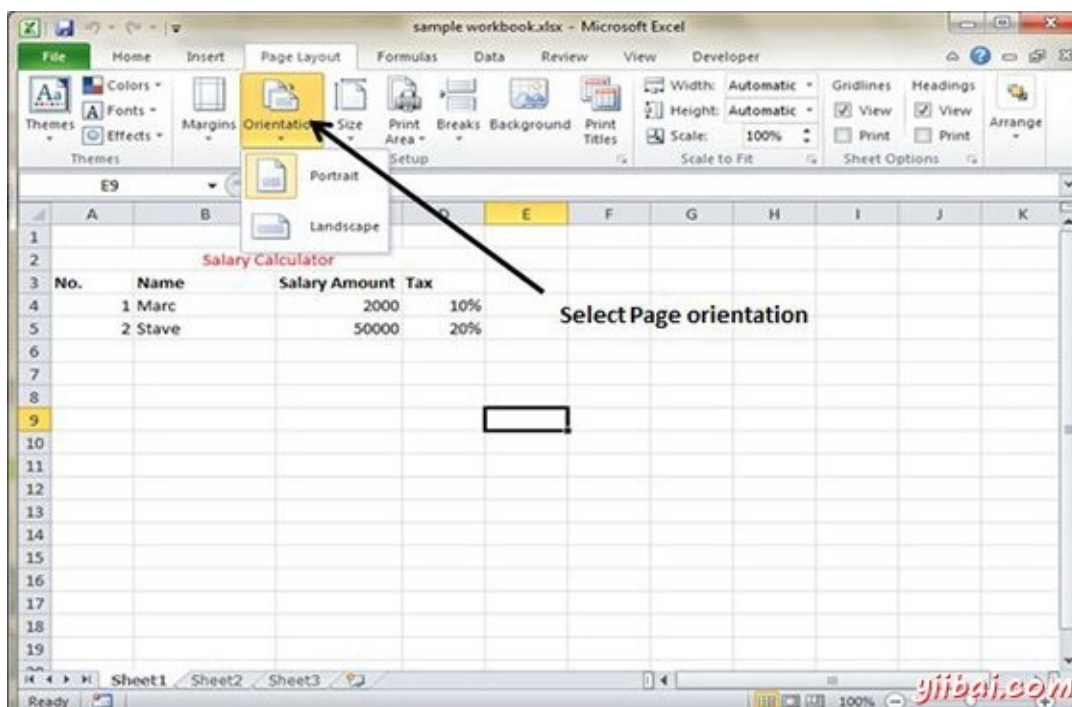 sample workbook.xlsx - Microsoft Excel
File Home Insert Page Layout Formulas Data Review View Developer
Colors Width: Automatic Gridlines Headings
Fonts Height: Automatic View View
Themes Effects Margins Orientation Size Print Area Breaks Background Print Titles Scale: 100% Print Print Arrange
Themes Setup Scale to Fit Sheet Options
Portrait
E9
A B D E F G H I J K
Landscape
1
2 Salary Calculator
3 No. Name Salary Amount Tax
4 1 Marc 2000 10%
Select Page orientation
5 2 Stave 50000 20%
6
7
8
9
10
11
12
13
14
15
16
17
18
19
Sheet1 Sheet2 Sheet3
Ready 100%
yiibai.com